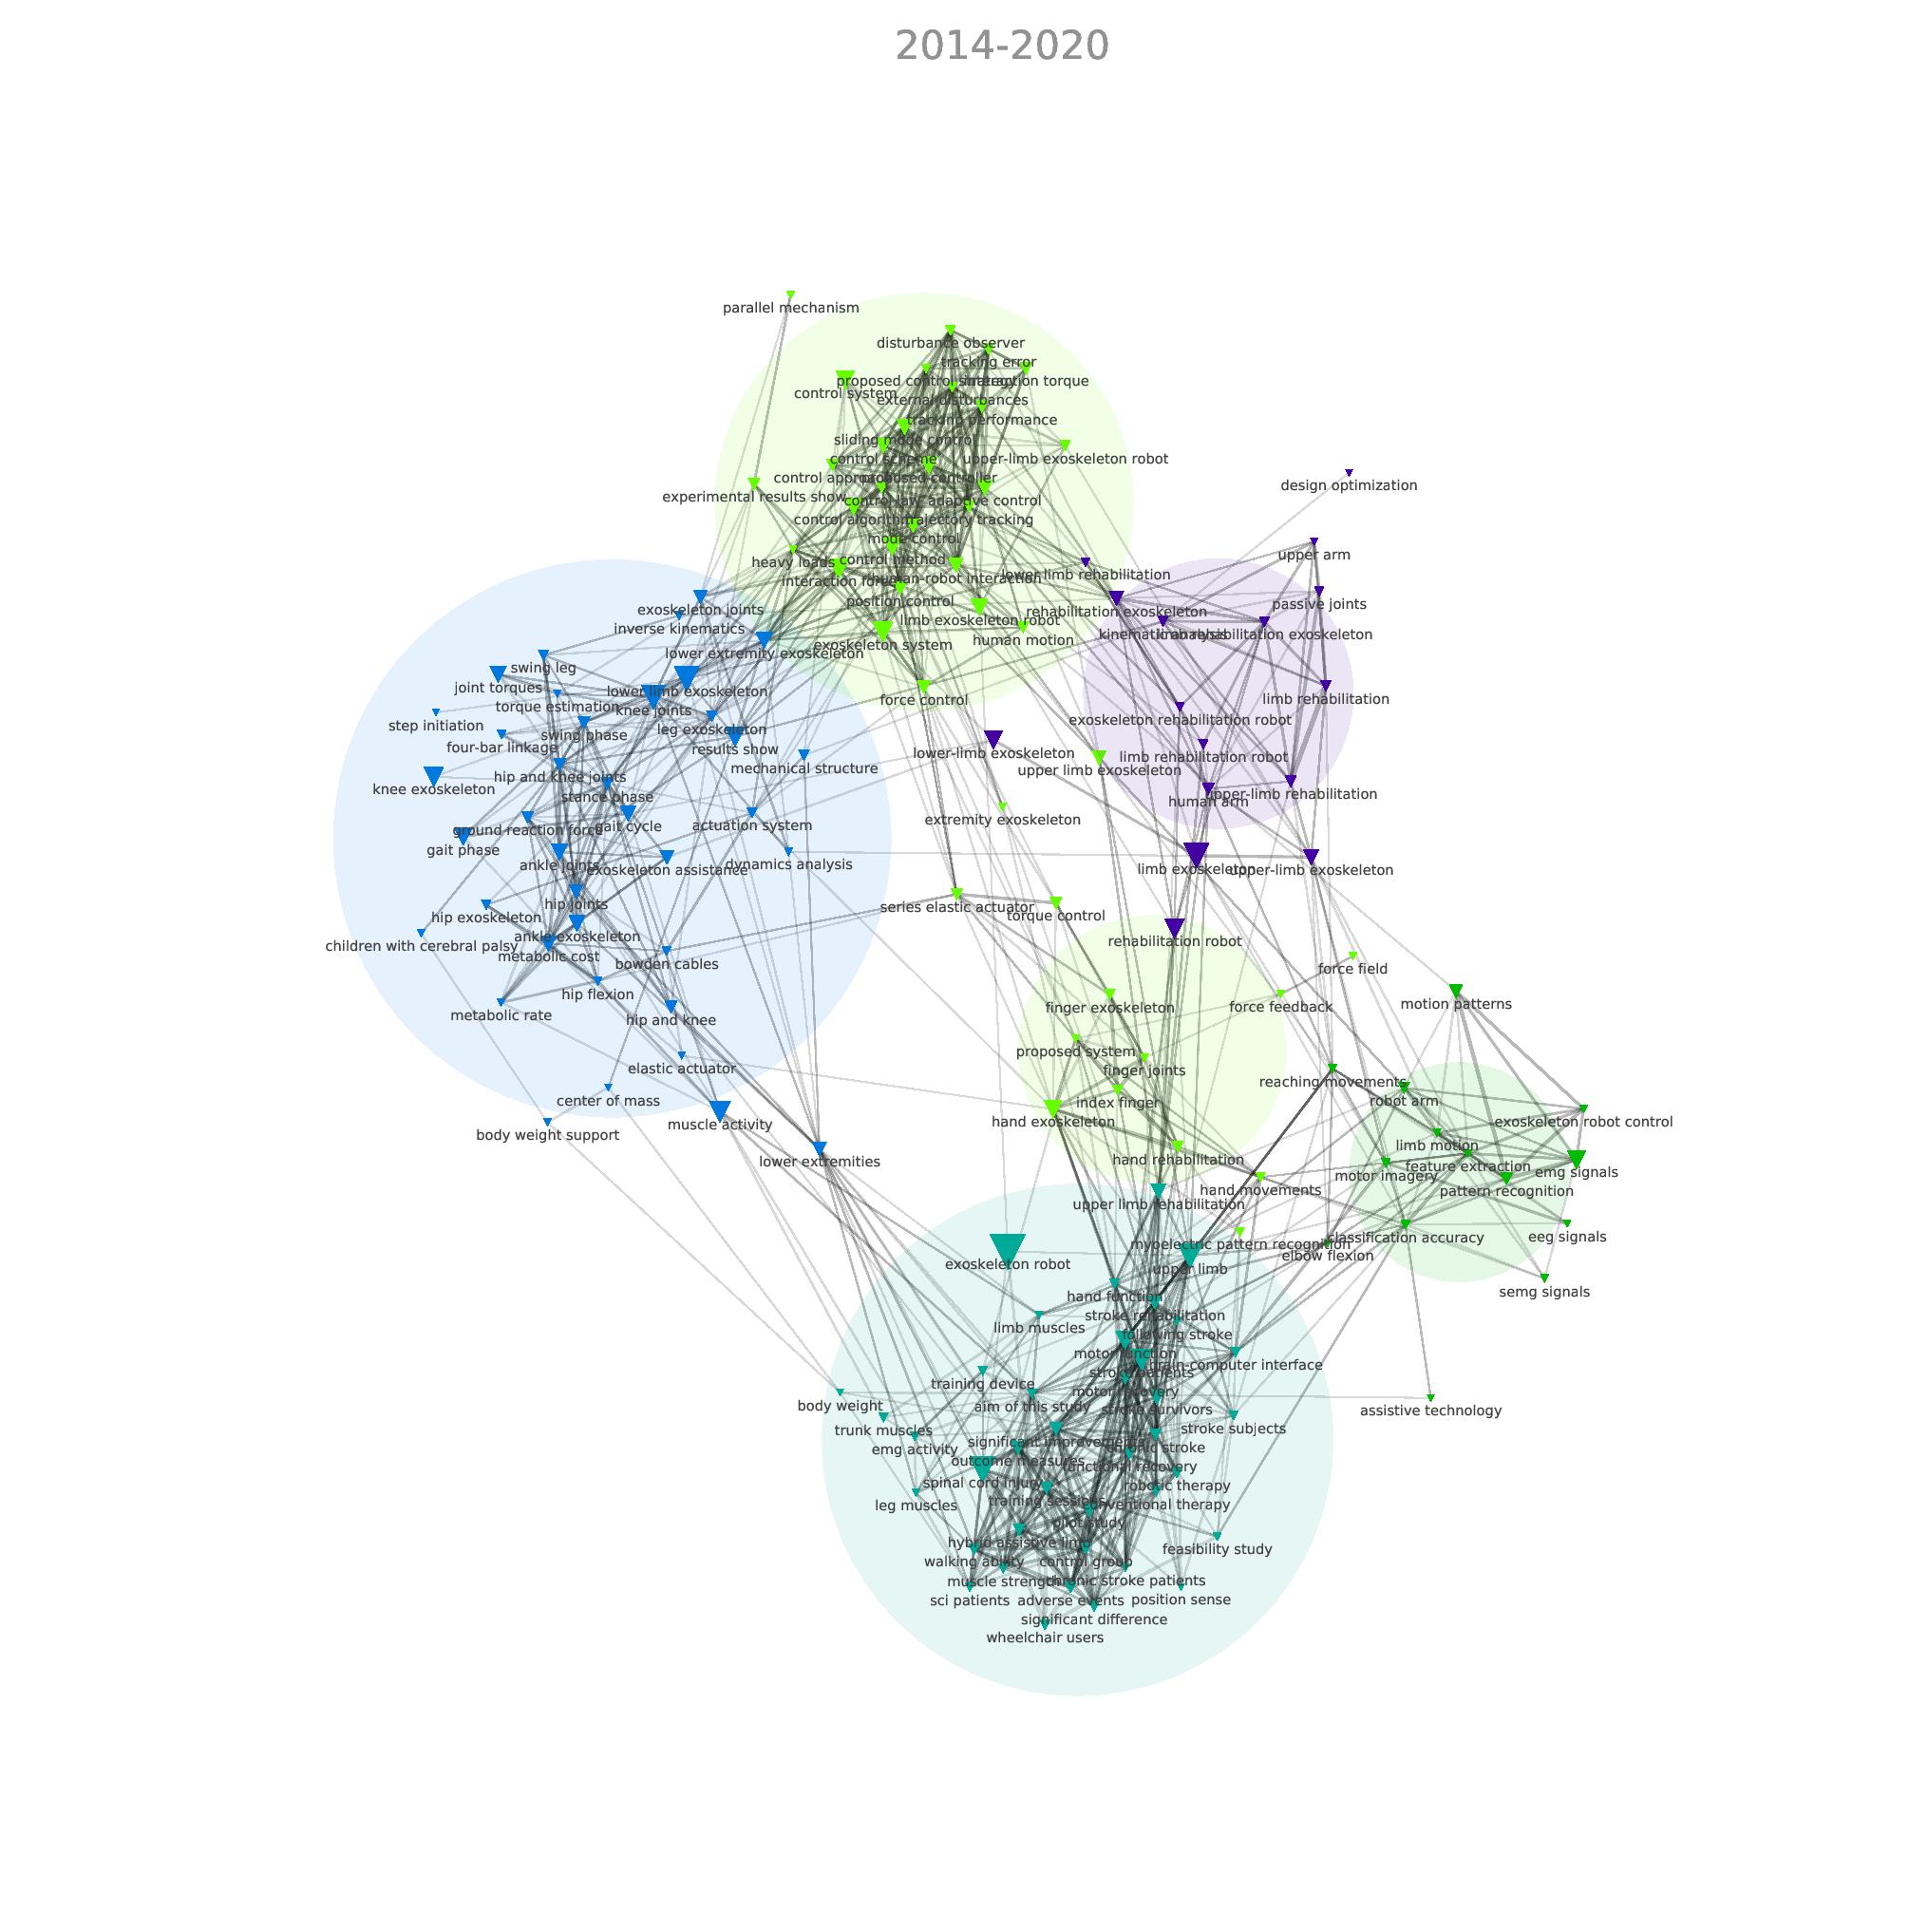 2014-2020
parallel mechanism
disturbance observer
tracking error
proposed control strategy
interaction torque
control system
external disturbances
tracking performance
sliding mode control
control scheme
upper-limb exoskeleton robot
control approach
proposed controller
design optimization
experimental results show
control law
adaptive control
control algorithm
trajectory tracking
mode control
upper arm
heavy loads
control method
lower limb rehabilitation
interaction force
human-robot interaction
position control
passive joints
exoskeleton joints
rehabilitation exoskeleton
limb exoskeleton robot
inverse kinematics
kinematic analysis
limb rehabilitation exoskeleton
human motion
exoskeleton system
lower extremity exoskeleton
swing leg
joint torques
lower limb exoskeleton
force control
limb rehabilitation
torque estimation
knee joints
exoskeleton rehabilitation robot
step initiation
leg exoskeleton
swing phase
four-bar linkage
results show
lower-limb exoskeleton
limb rehabilitation robot
mechanical structure
upper limb exoskeleton
hip and knee joints
knee exoskeleton
stance phase
human arm
upper-limb rehabilitation
extremity exoskeleton
actuation system
ground reaction force
gait cycle
gait phase
ankle joints
dynamics analysis
exoskeleton assistance
limb exoskeleton
upper-limb exoskeleton
hip joints
series elastic actuator
torque control
hip exoskeleton
ankle exoskeleton
rehabilitation robot
children with cerebral palsy
metabolic cost
bowden cables
force field
hip flexion
motion patterns
finger exoskeleton
force feedback
metabolic rate
hip and knee
proposed system
elastic actuator
finger joints
reaching movements
center of mass
index finger
robot arm
hand exoskeleton
exoskeleton robot control
muscle activity
body weight support
limb motion
hand rehabilitation
lower extremities
feature extraction
emg signals
motor imagery
hand movements
pattern recognition
upper limb rehabilitation
classification accuracy
eeg signals
myoelectric pattern recognition
elbow flexion
exoskeleton robot
upper limb
semg signals
hand function
stroke rehabilitation
limb muscles
following stroke
motor function
brain-computer interface
stroke patients
training device
motor recovery
body weight
aim of this study
stroke survivors
assistive technology
trunk muscles
stroke subjects
significant improvements
chronic stroke
emg activity
outcome measures
functional recovery
spinal cord injury
robotic therapy
training sessions
conventional therapy
leg muscles
pilot study
hybrid assistive limb
feasibility study
walking ability
control group
muscle strength
chronic stroke patients
sci patients
adverse events
position sense
significant difference
wheelchair users